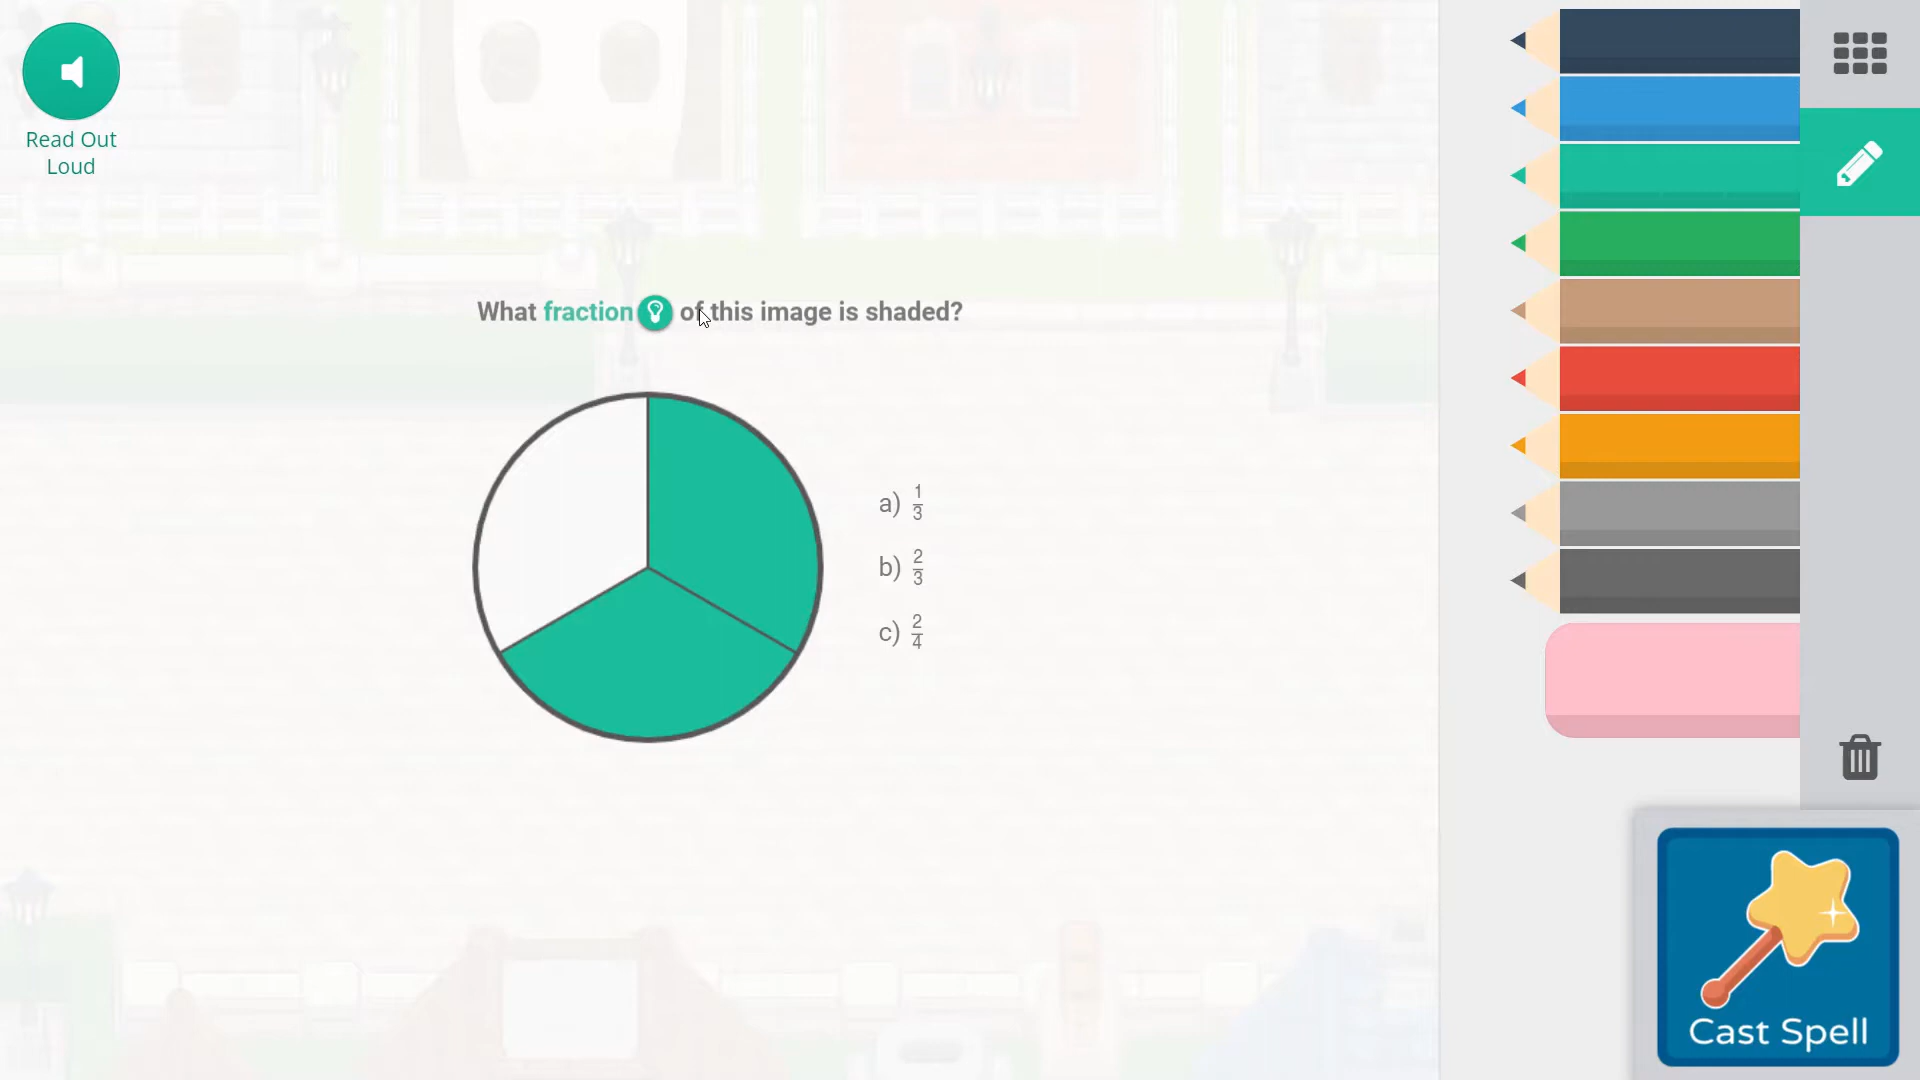 Read Out
Loud
What fraction of this image is shaded?
a) 1/3
b) 2/3
c) 2/4
Cast Spell